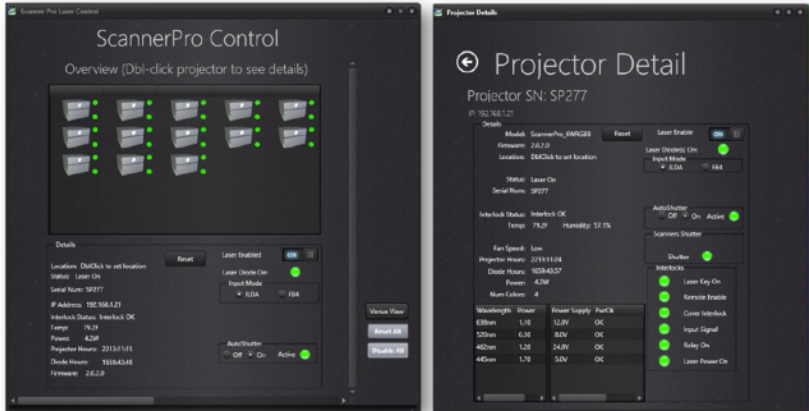 Scanner Pro Laser Control
ScannerPro Control
Overview (Dbl-click projector to see details)
Details
Location: DblClick to set location
Status: Laser On
Serial Num: SP277
IP Address: 192.168.1.21
Interlock Status: Interlock OK
Temp: 79.2F
Power: 4.2W
Projector Hours: 2213:11:15
Diode Hours: 1659:43:48
Firmware: 2.0.2.0
Reset
Laser Enabled
ON
Laser Diode On:
Input Mode
ILDA
FB4
AutoShutter
Off
On
Active
Venue View
Reset All
Disable All
Projector Details
Projector Detail
Projector SN: SP277
IP: 192.168.1.21
Details
Model: ScannerPro_6WRGBB
Firmware: 2.0.2.0
Location: DblClick to set location
Status: Laser On
Serial Num: SP277
Interlock Status: Interlock OK
Temp: 79.2F Humidity: 57.1%
Fan Speed: Low
Projector Hours: 2213:11:24
Diode Hours: 1659:43:57
Power: 4.2W
Num Colors: 4
Reset
Laser Enable
ON
Laser Diode(s) On:
Input Mode
ILDA
FB4
AutoShutter
Off
On
Active
Scanners Shutter
Shutter
Interlocks
Laser Key On
Remote Enable
Cover Interlock
Input Signal
Relay On
Laser Power On
Wavelength Power
638nm 1.10
520nm 0.30
462nm 1.20
445nm 1.70
Power Supply PwrOk
12.0V OK
8.0V OK
24.0V OK
5.0V OK